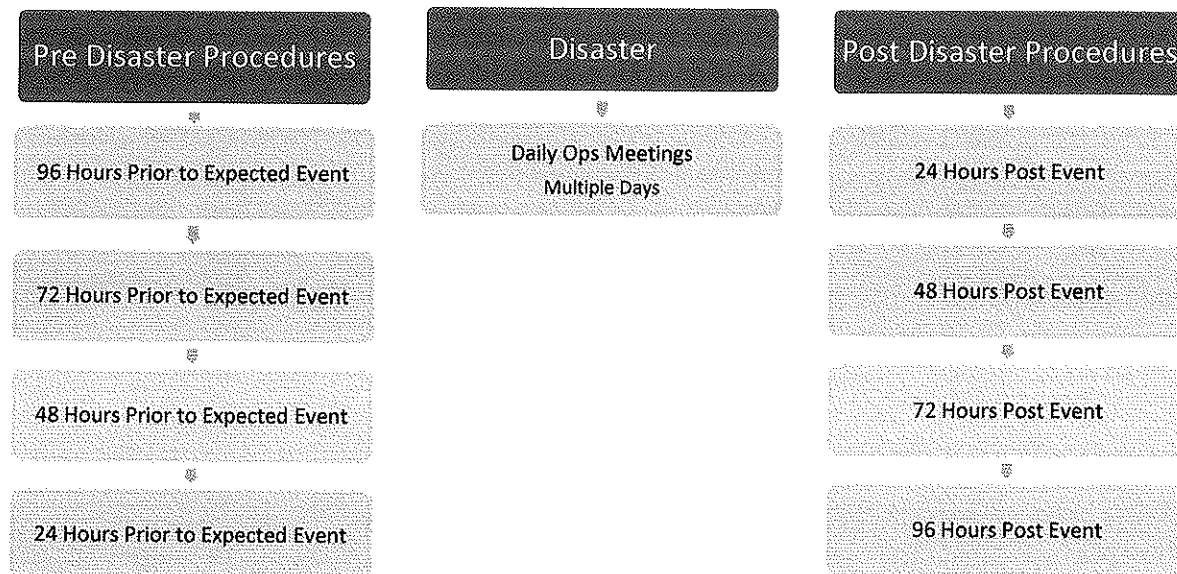 Pre Disaster Procedures
96 Hours Prior to Expected Event
72 Hours Prior to Expected Event
48 Hours Prior to Expected Event
24 Hours Prior to Expected Event
Disaster
Daily Ops Meetings
Multiple Days
Post Disaster Procedures
24 Hours Post Event
48 Hours Post Event
72 Hours Post Event
96 Hours Post Event